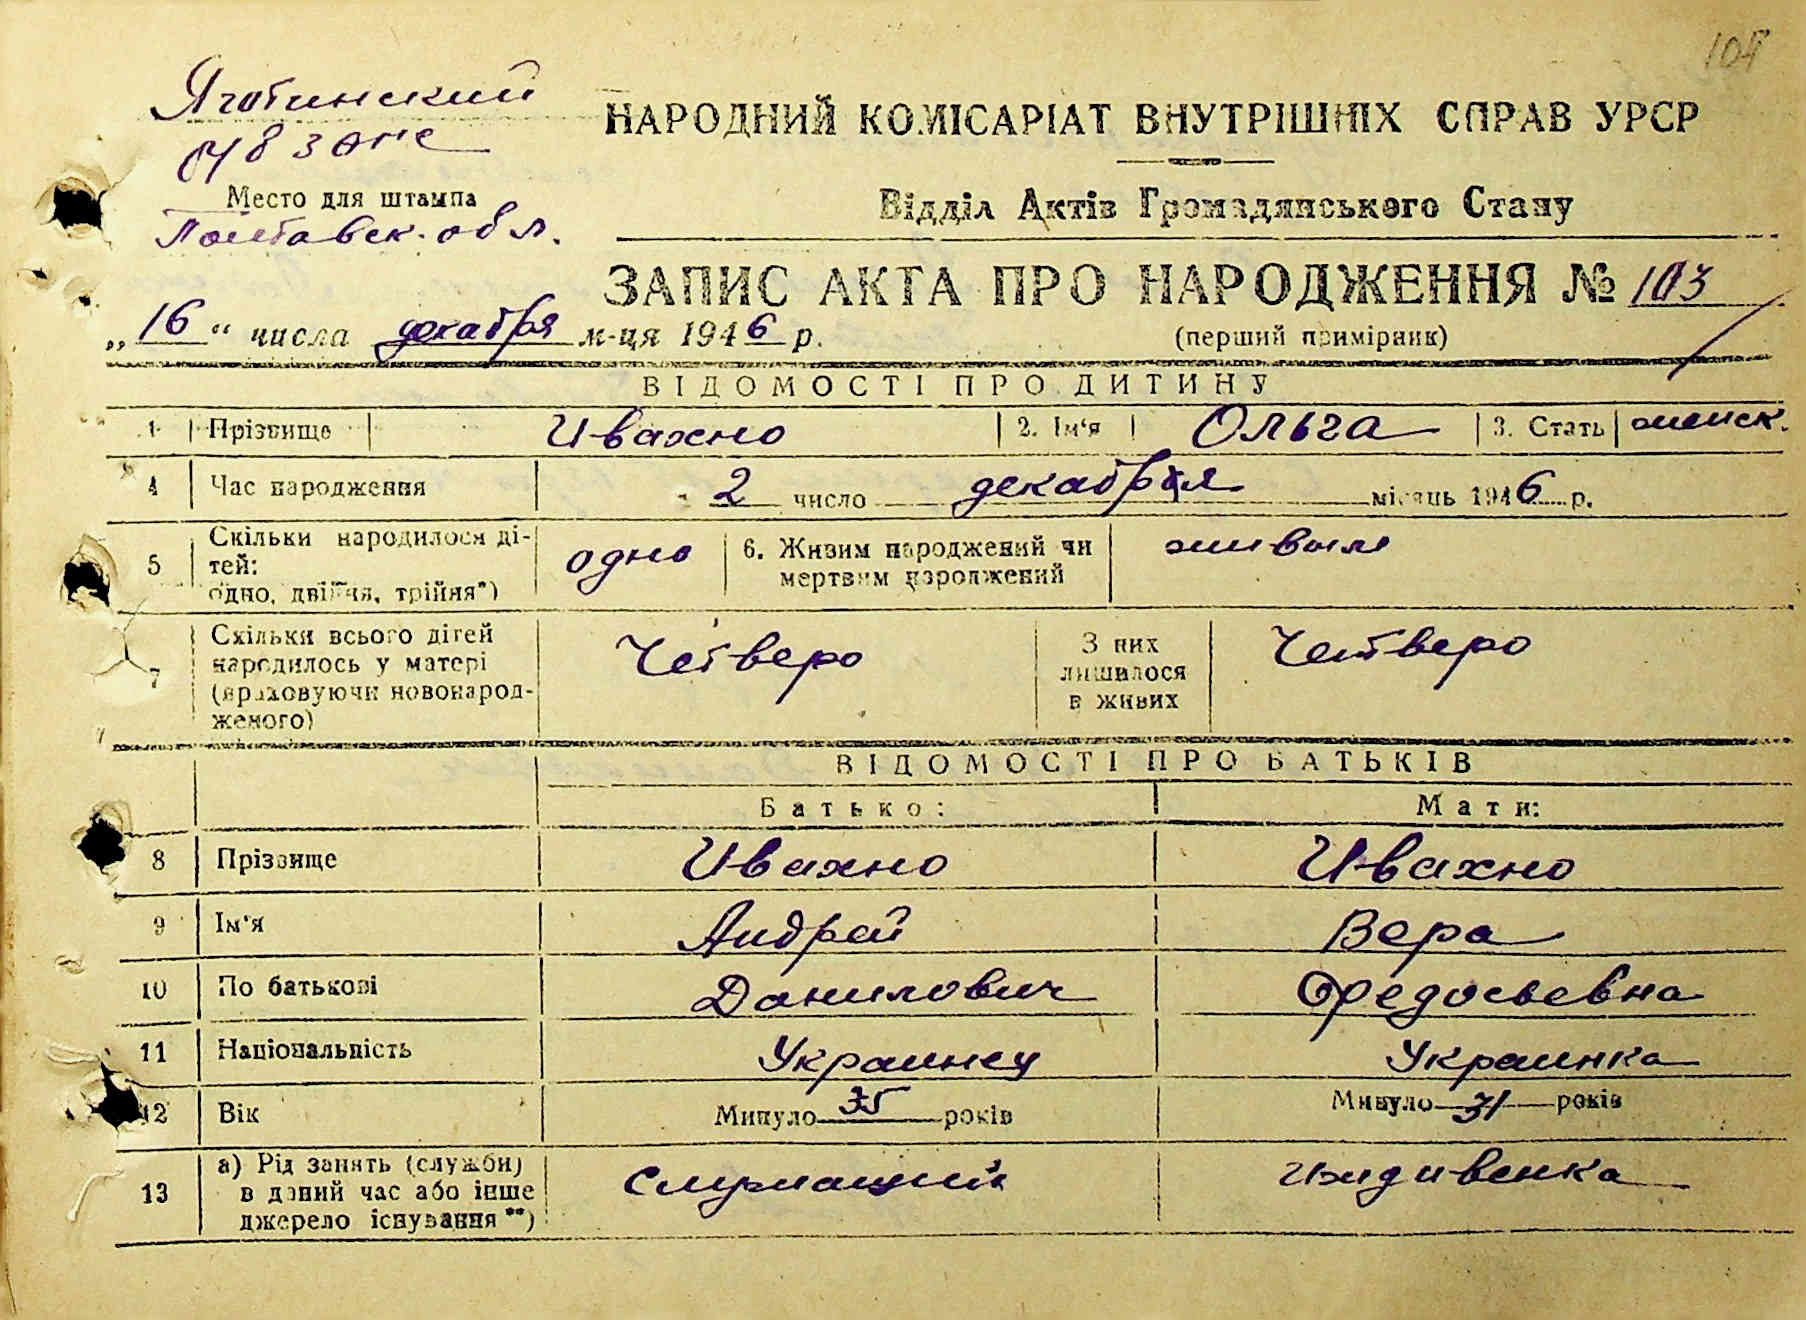 104
Яготинский
НАРОДНИЙ КОМІСАРІАТ ВНУТРІШНІХ СПРАВ УРСР
Место для штампа
Відділ Актів Громадянського Стану
Полтавск. обл.
ЗАПИС АКТА ПРО НАРОДЖЕННЯ № 103
„16“ числа декабря м-ця 1946 р.
(перший примірник)
ВІДОМОСТІ ПРО ДИТИНУ
1 Прізвище Ивахно 2. Ім‘я Ольга 3. Стать женск.
4 Час народження 2 число декабря місяць 1946 р.
5 Скільки народилося ді-
тей:
одно, двійня, трійня*) одно 6. Живим народжений чи
мертвим народжений живым
7 Скільки всього дітей
народилось у матері
(враховуючи новонарод-
женого) Четверо З них
лишилося
в живих Четверо
ВІДОМОСТІ ПРО БАТЬКІВ
Батько: Мати:
8 Прізвище Ивахно Ивахно
9 Ім‘я Андрей Вера
10 По батькові Данилович Федосьевна
11 Національність Украинец Украинка
12 Вік Минуло 35 років Минуло 31 років
13 а) Рід занять (служби)
в даний час або інше
джерело існування**) Служащий Иждивенка